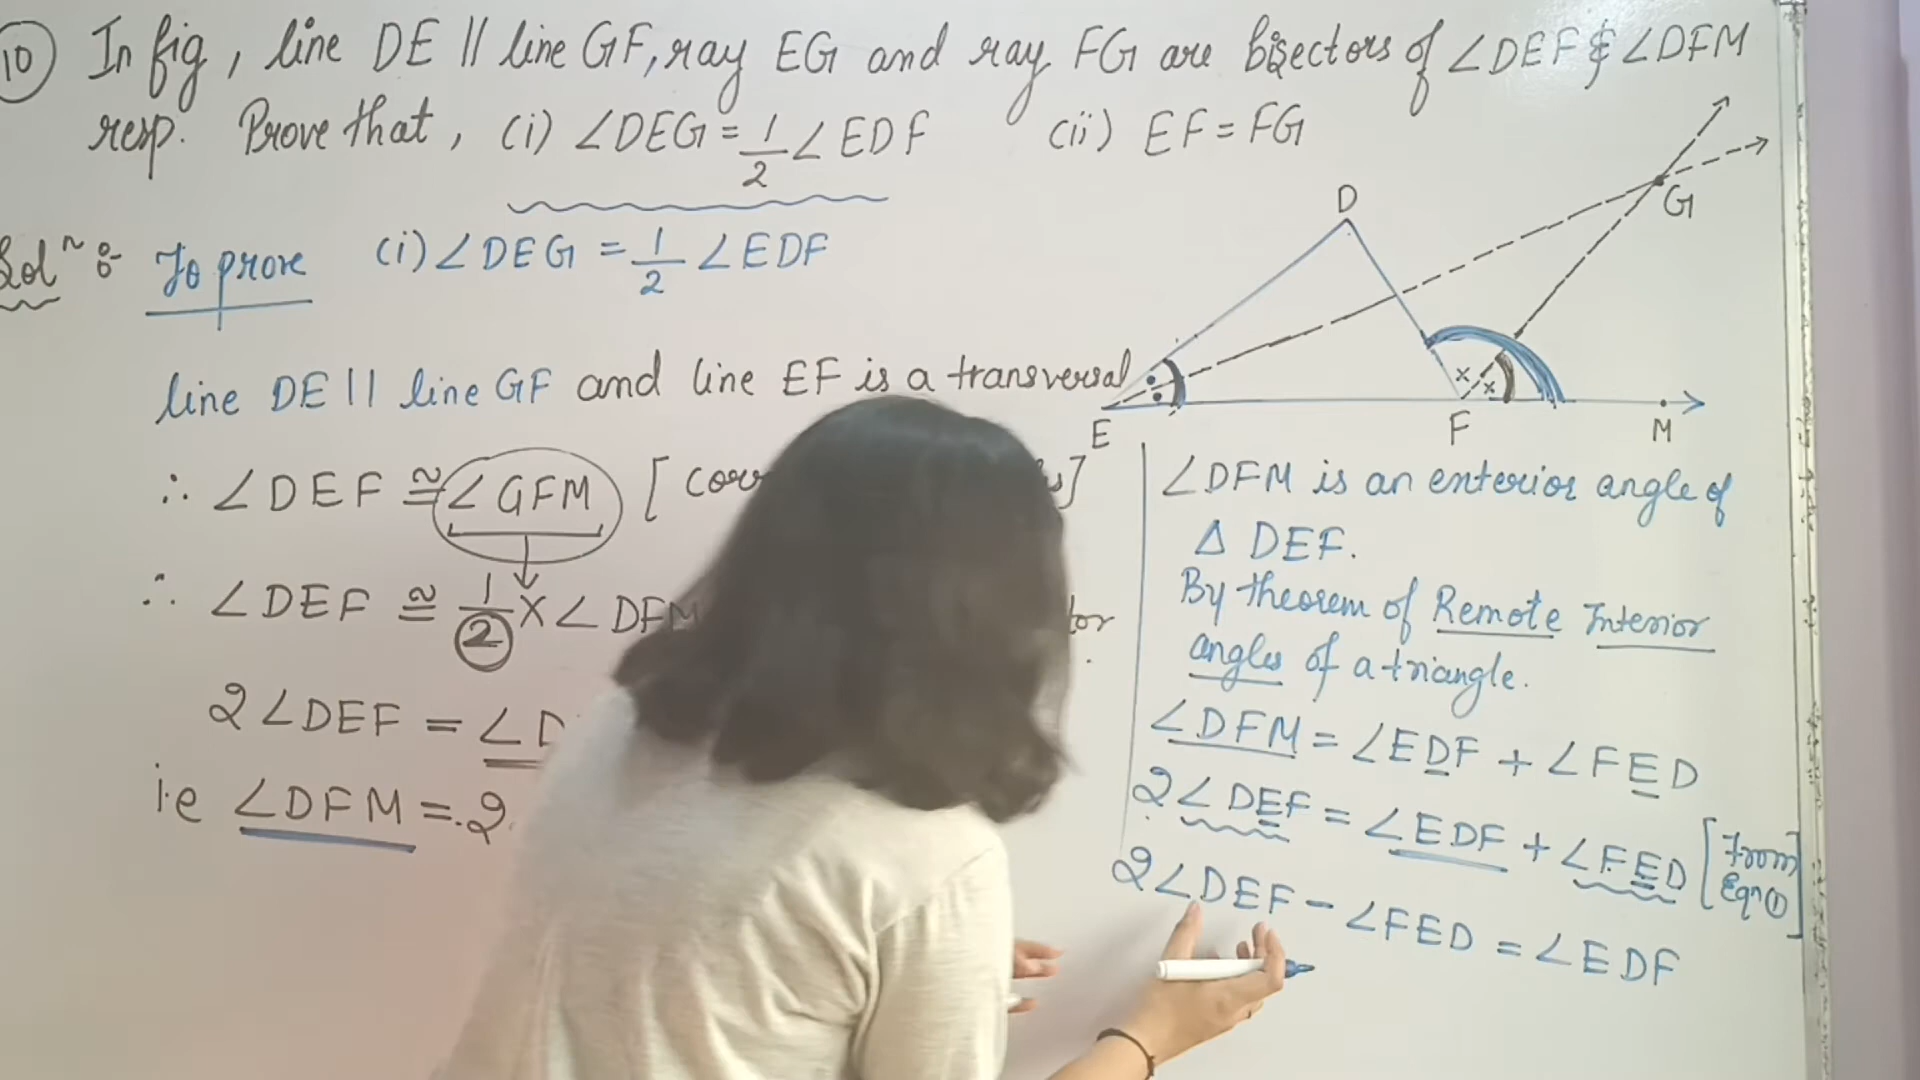 10 In fig, line DE || line GF, ray EG and ray FG are bisectors of ∠DEF & ∠DFM
resp. Prove that, (i) ∠DEG = 1/2 ∠EDF (ii) EF = FG
Solⁿ :- To prove (i) ∠DEG = 1/2 ∠EDF
line DE || line GF and line EF is a transversal
∴ ∠DEF ≅ ∠GFM [
∴ ∠DEF ≅ 1/2 × ∠DFM
2∠DEF = ∠D
i.e ∠DFM = 2
D
G
E
F
M
x x
∠DFM is an enterior angle of
Δ DEF.
By theorem of Remote Interior
angles of a triangle.
∠DFM = ∠EDF + ∠FED
2∠DEF = ∠EDF + ∠FED [From
Eqn ①]
2∠DEF - ∠FED = ∠EDF